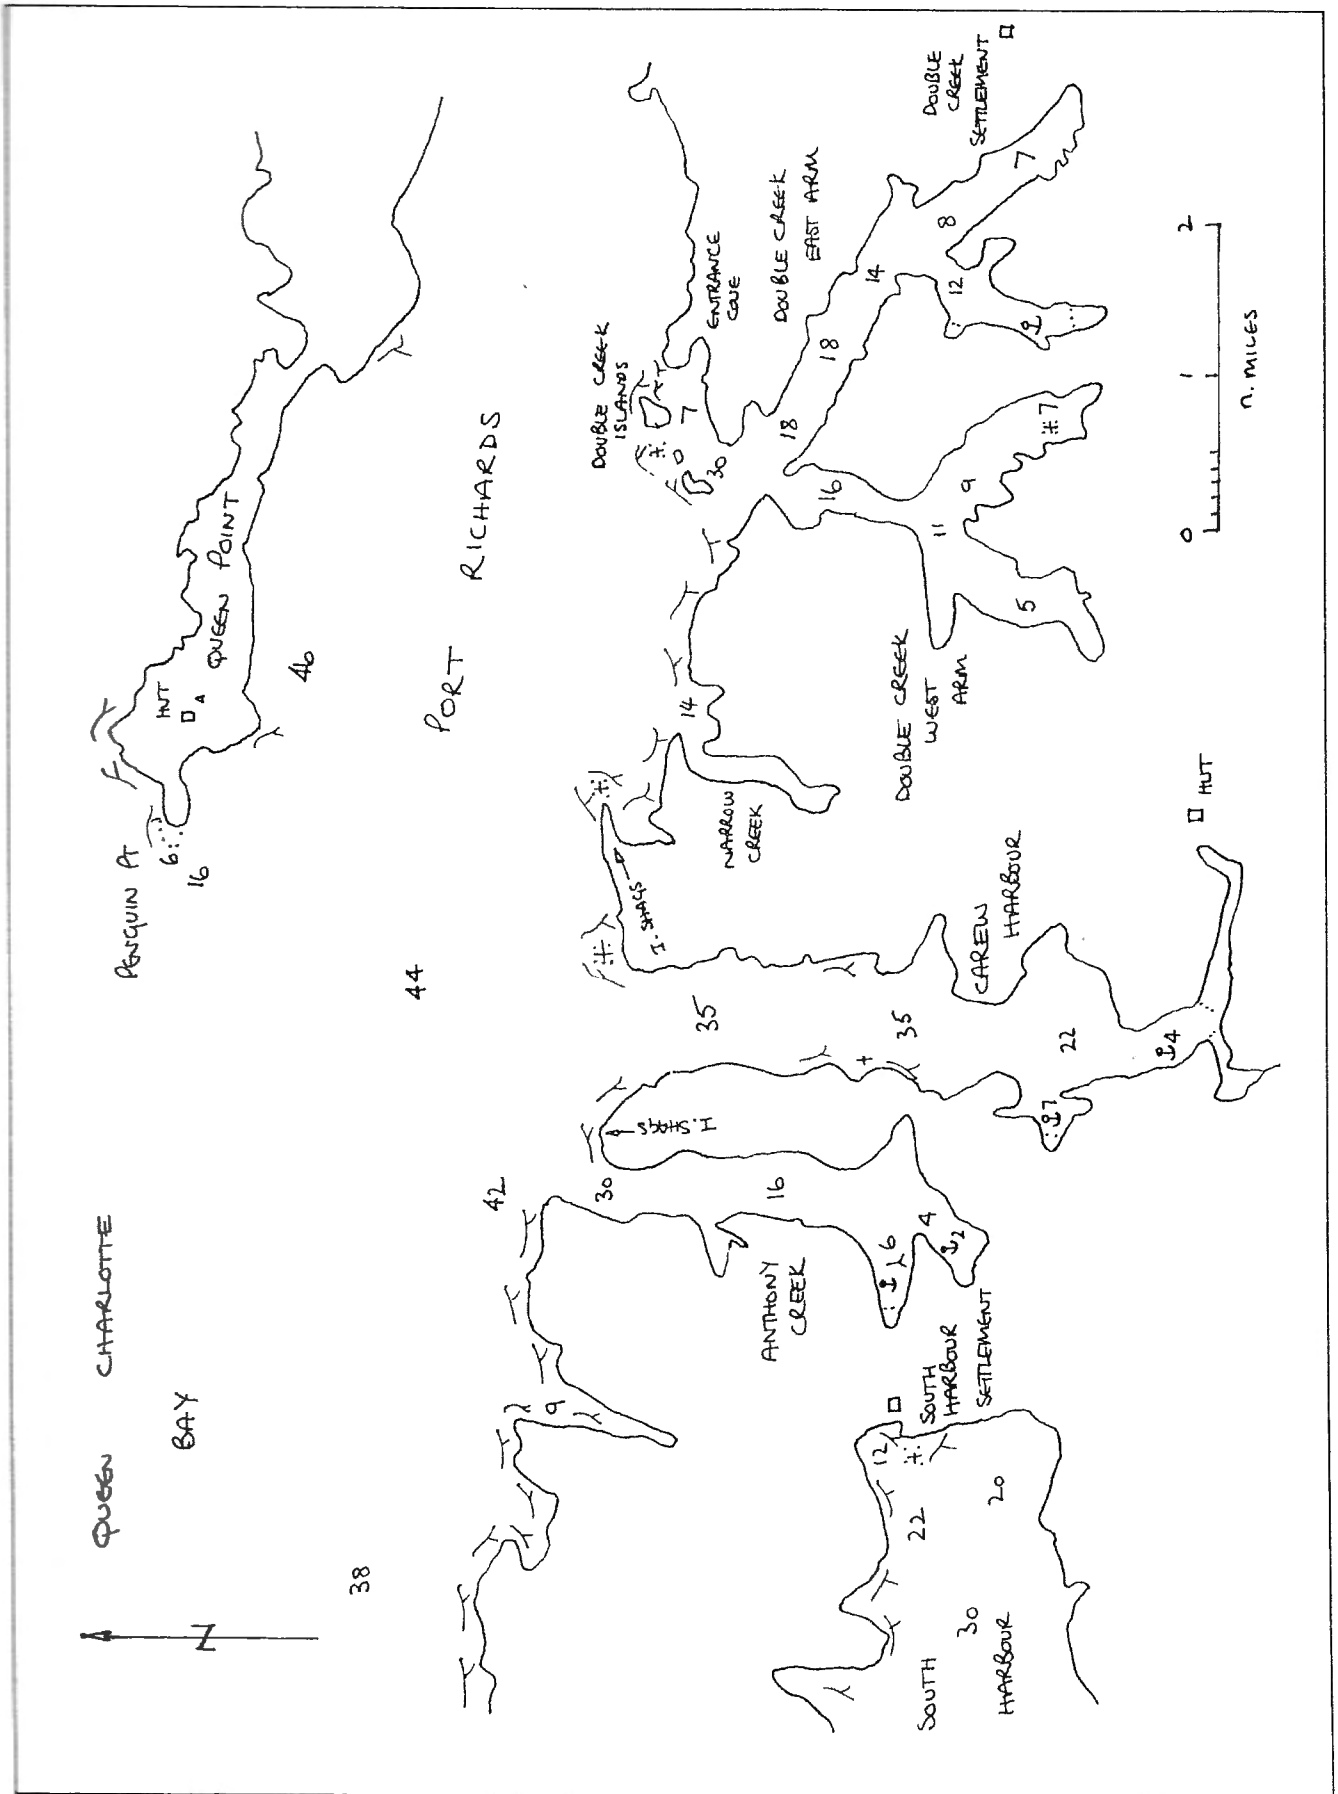 QUEEN CHARLOTTE
BAY
N
38
PENGUIN PT
6
16
HUT
QUEEN POINT
46
44
PORT RICHARDS
42
30
9
I. SHAGS
16
ANTHONY
CREEK
6
4
2
SOUTH
HARBOUR
SETTLEMENT
12
22
20
30
SOUTH
HARBOUR
I. SHAGS
35
35
CAREW
HARBOUR
22
7
4
HUT
14
NARROW
CREEK
DOUBLE CREEK
ISLANDS
7
30
ENTRANCE
COVE
DOUBLE CREEK
EAST ARM
18
18
14
12
8
7
DOUBLE
CREEK
SETTLEMENT
16
11
9
7
5
DOUBLE CREEK
WEST
ARM
0 1 2
n. MILES